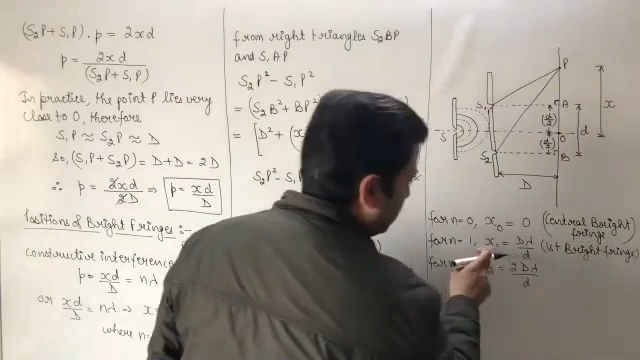 (S₂P + S₁P) . p = 2xd
p = 2xd / (S₂P + S₁P)
In practice, the point P lies very
close to O, therefore
S₁P ≈ S₂P ≈ D
so, (S₁P + S₂P) = D + D = 2D
∴ p = 2xd / 2D p = xd / D
Positions of Bright Fringes :-
constructive interference
p = xd / D = nλ
or xd / D = nλ ⇒ x =
where n =
from right triangles S₂BP
and S₁AP
S₂P² - S₁P²
= (S₂B² + BP²)
= [D² + (x
S₂P² - S₁P
P
S₁
A
x
(d/2)
S
O
d
(d/2)
S₂
B
D
for n = 0, x₀ = 0 (Central Bright fringe)
for n = 1, x₁ = Dλ / d (1st Bright fringe)
for 2 = 2Dλ / d